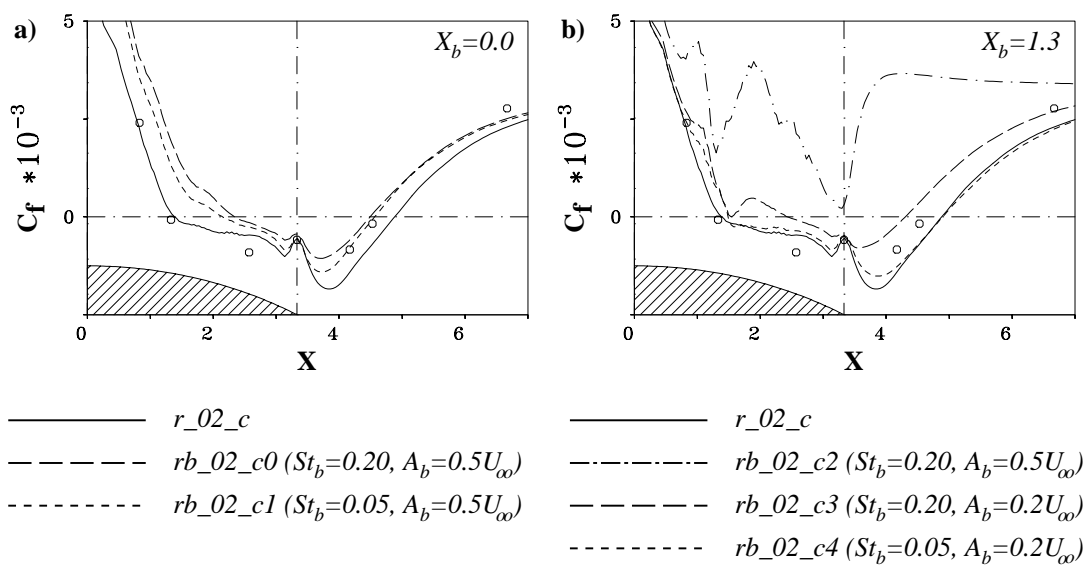 a)
X_b=0.0
5
0
C_f *10^-3
0
2
4
6
X
b)
X_b=1.3
5
0
C_f *10^-3
0
2
4
6
X
r_02_c
rb_02_c0 (St_b=0.20, A_b=0.5U_∞)
rb_02_c1 (St_b=0.05, A_b=0.5U_∞)
r_02_c
rb_02_c2 (St_b=0.20, A_b=0.5U_∞)
rb_02_c3 (St_b=0.20, A_b=0.2U_∞)
rb_02_c4 (St_b=0.05, A_b=0.2U_∞)